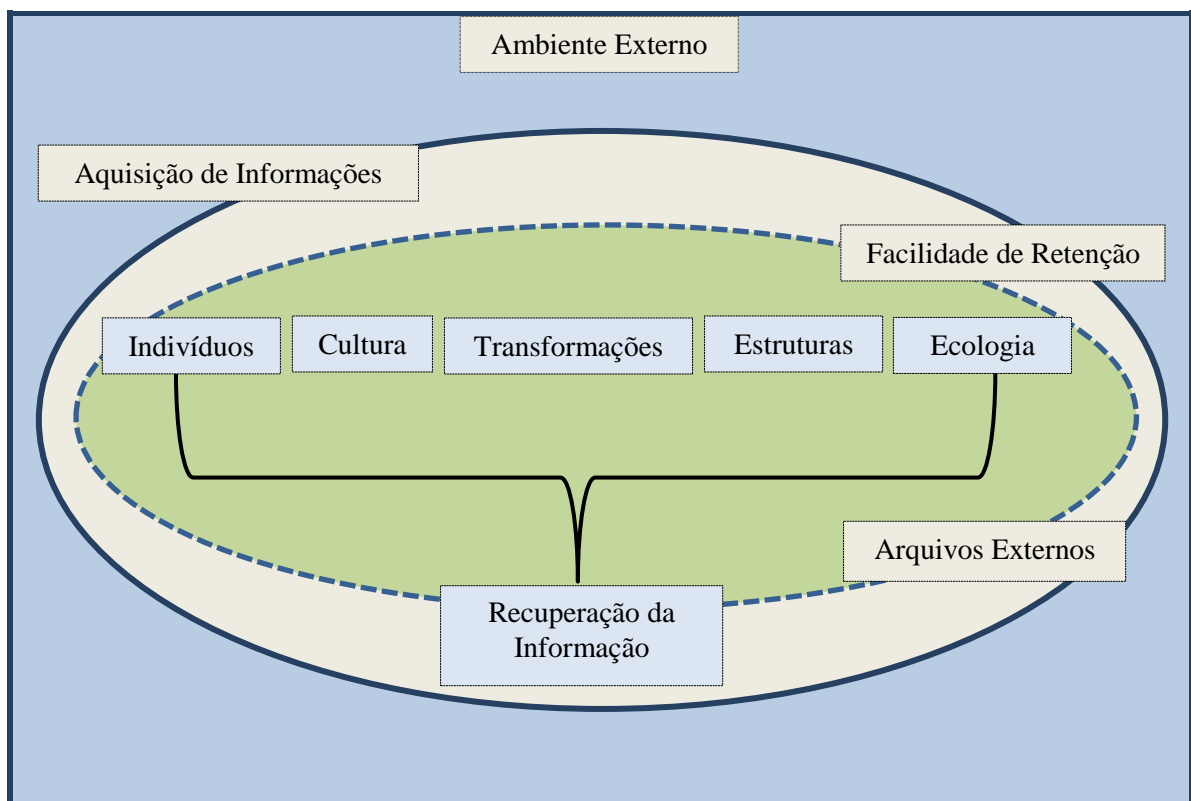 Ambiente Externo
Aquisição de Informações
Facilidade de Retenção
Indivíduos
Cultura
Transformações
Estruturas
Ecologia
Arquivos Externos
Recuperação da
Informação